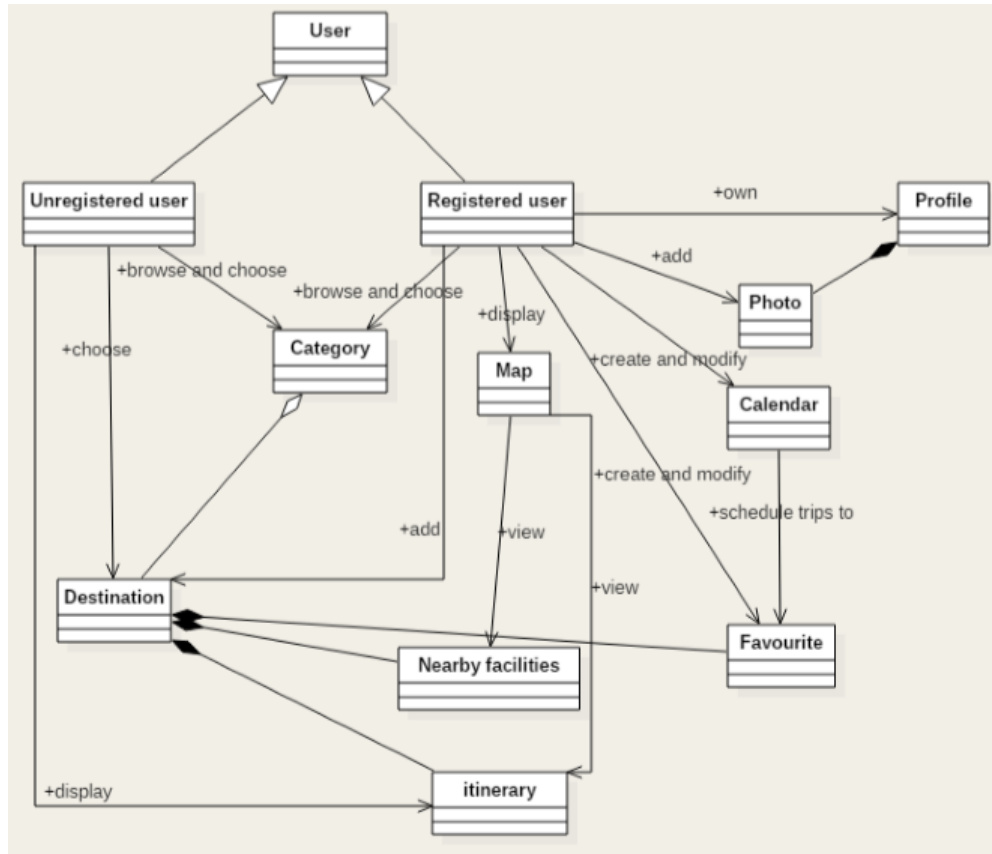 User
Unregistered user
Registered user
+own
Profile
+browse and choose
+add
+browse and choose
Photo
+display
+choose
Category
+create and modify
Map
Calendar
+create and modify
+schedule trips to
+add
+view
+view
Destination
Favourite
Nearby facilities
+display
itinerary